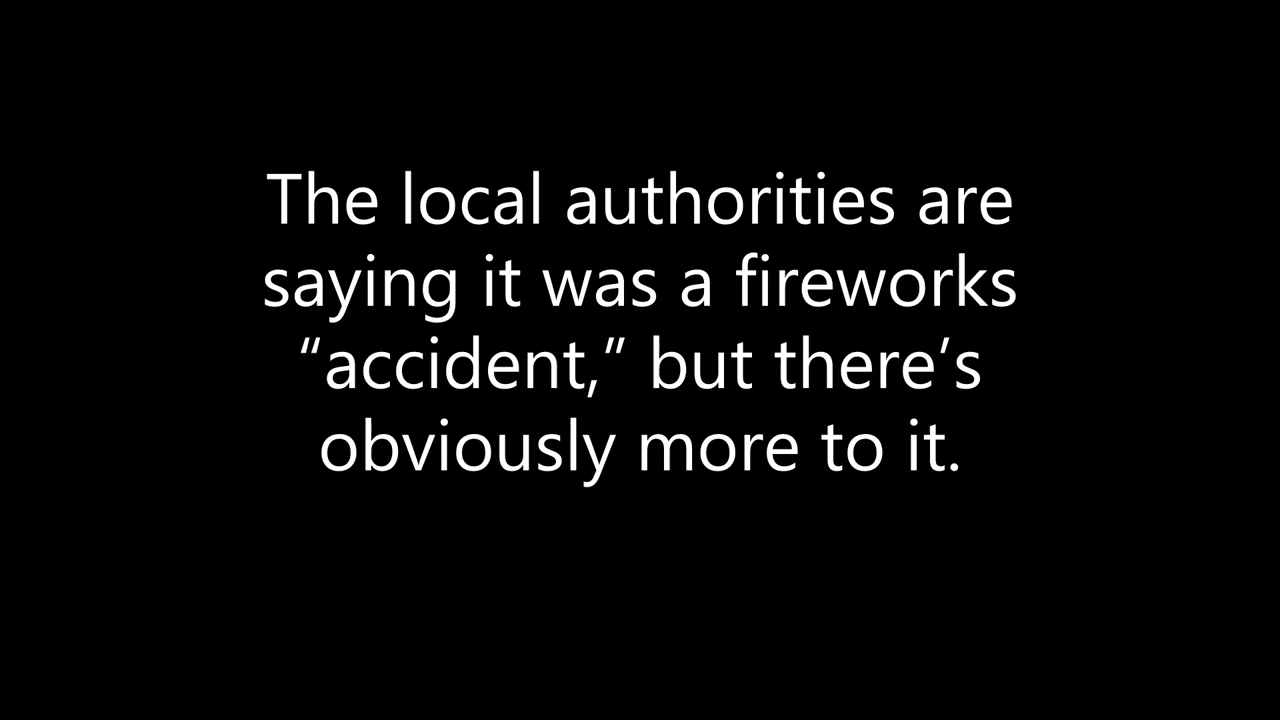 The local authorities are
saying it was a fireworks
“accident,” but there’s
obviously more to it.